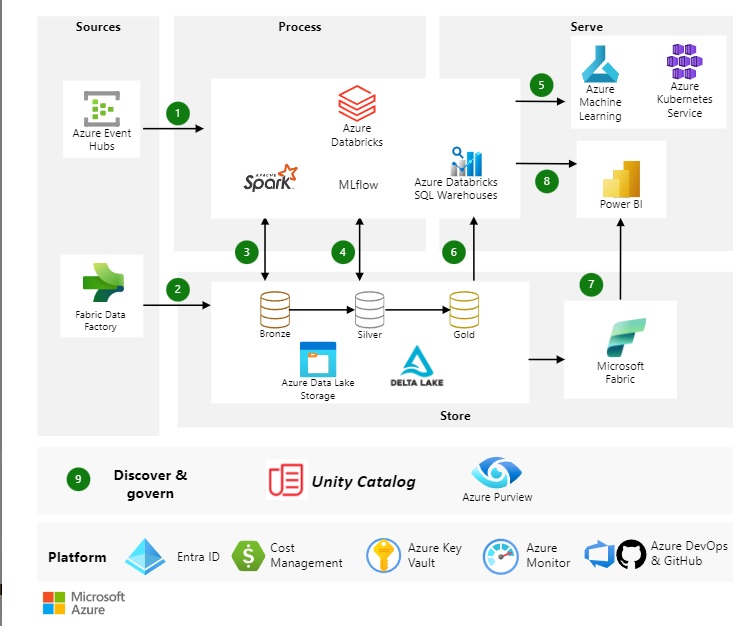 Sources
Process
Serve
Azure Event
Hubs
1
Azure
Databricks
APACHE
Spark
MLflow
Azure Databricks
SQL Warehouses
5
Azure
Machine
Learning
Azure
Kubernetes
Service
8
Power BI
3
4
6
7
Fabric Data
Factory
2
Bronze
Silver
Gold
Azure Data Lake
Storage
DELTA LAKE
Microsoft
Fabric
Store
9
Discover &
govern
Unity Catalog
Azure Purview
Platform
Entra ID
$
Cost
Management
Azure Key
Vault
Azure
Monitor
Azure DevOps
& GitHub
Microsoft
Azure